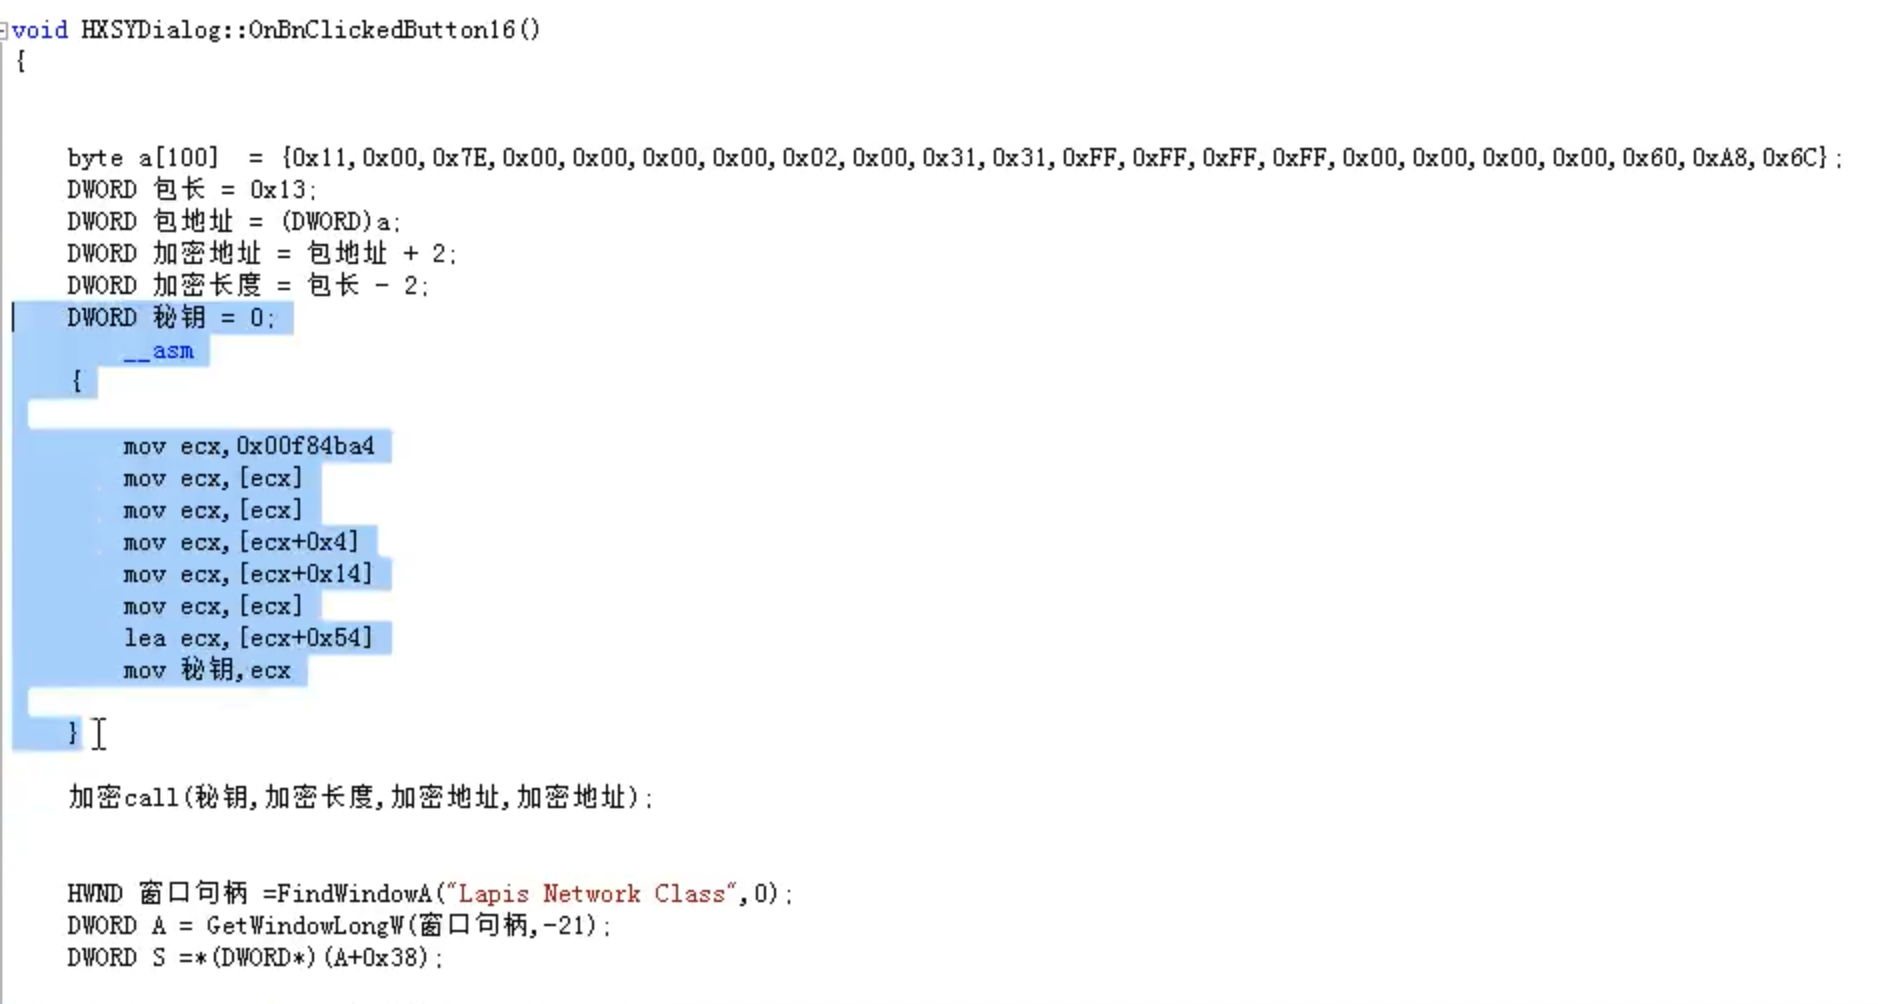 void HXSYDialog::OnBnClickedButton16()
{
byte a[100] = {0x11,0x00,0x7E,0x00,0x00,0x00,0x00,0x02,0x00,0x31,0x31,0xFF,0xFF,0xFF,0xFF,0x00,0x00,0x00,0x00,0x60,0xA8,0x6C};
DWORD 包长 = 0x13;
DWORD 包地址 = (DWORD)a;
DWORD 加密地址 = 包地址 + 2;
DWORD 加密长度 = 包长 - 2;
DWORD 秘钥 = 0;
__asm
{
mov ecx,0x00f84ba4
mov ecx,[ecx]
mov ecx,[ecx]
mov ecx,[ecx+0x4]
mov ecx,[ecx+0x14]
mov ecx,[ecx]
lea ecx,[ecx+0x54]
mov 秘钥,ecx
}
加密call(秘钥,加密长度,加密地址,加密地址);
HWND 窗口句柄 =FindWindowA("Lapis Network Class",0);
DWORD A = GetWindowLongW(窗口句柄,-21);
DWORD S =*(DWORD*)(A+0x38);